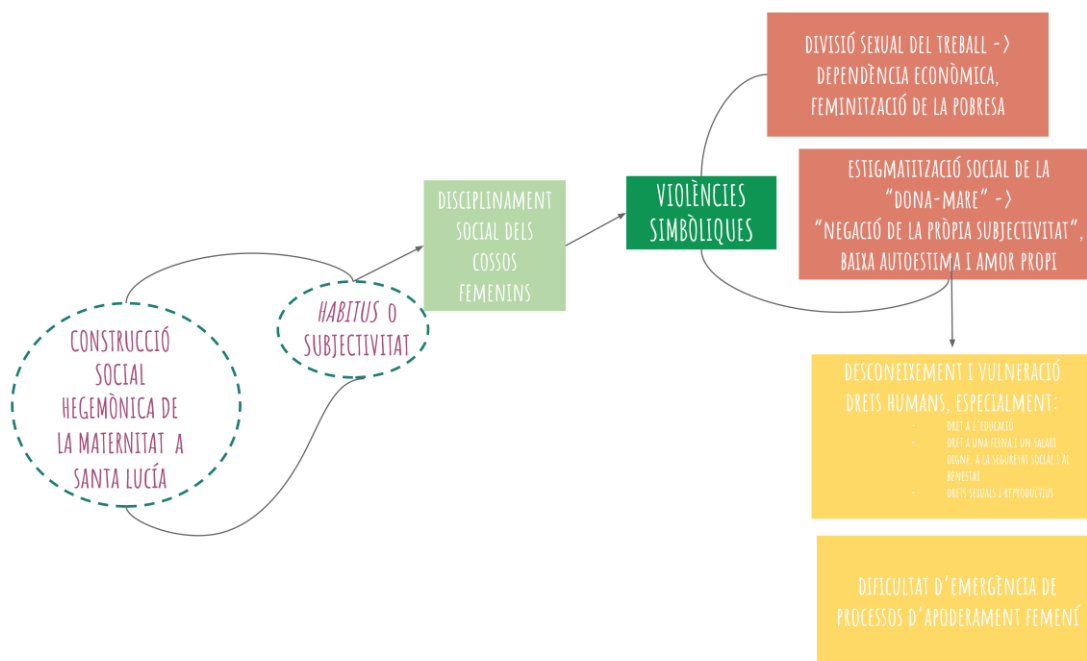 CONSTRUCCIÓ
SOCIAL
HEGEMÒNICA DE
LA MATERNITAT A
SANTA LUCÍA
HABITUS O
SUBJECTIVITAT
DISCIPLINAMENT
SOCIAL DELS
COSSOS
FEMENINS
VIOLÈNCIES
SIMBÒLIQUES
DIVISIÓ SEXUAL DEL TREBALL ->
DEPENDÈNCIA ECONÒMICA,
FEMINITZACIÓ DE LA POBRESA
ESTIGMATITZACIÓ SOCIAL DE LA
"DONA-MARE" ->
"NEGACIÓ DE LA PRÒPIA SUBJECTIVITAT",
BAIXA AUTOESTIMA I AMOR PROPI
DESCONEIXEMENT I VULNERACIÓ
DRETS HUMANS, ESPECIALMENT:
- DRET A L'EDUCACIÓ
- DRET A UNA FEINA I UN SALARI
DIGNE, A LA SEGURETAT SOCIAL I AL
BENESTAR
- DRETS SEXUALS I REPRODUCTIUS
DIFICULTAT D'EMERGÈNCIA DE
PROCESSOS D'APODERAMENT FEMENÍ